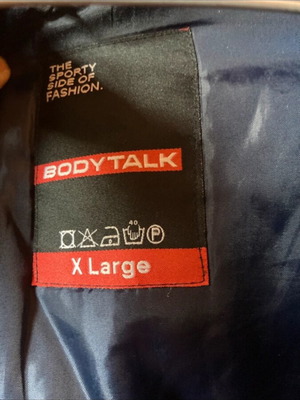 THE
SPORTY
SIDE OF
FASHION.
BODYTALK
40
P
X Large